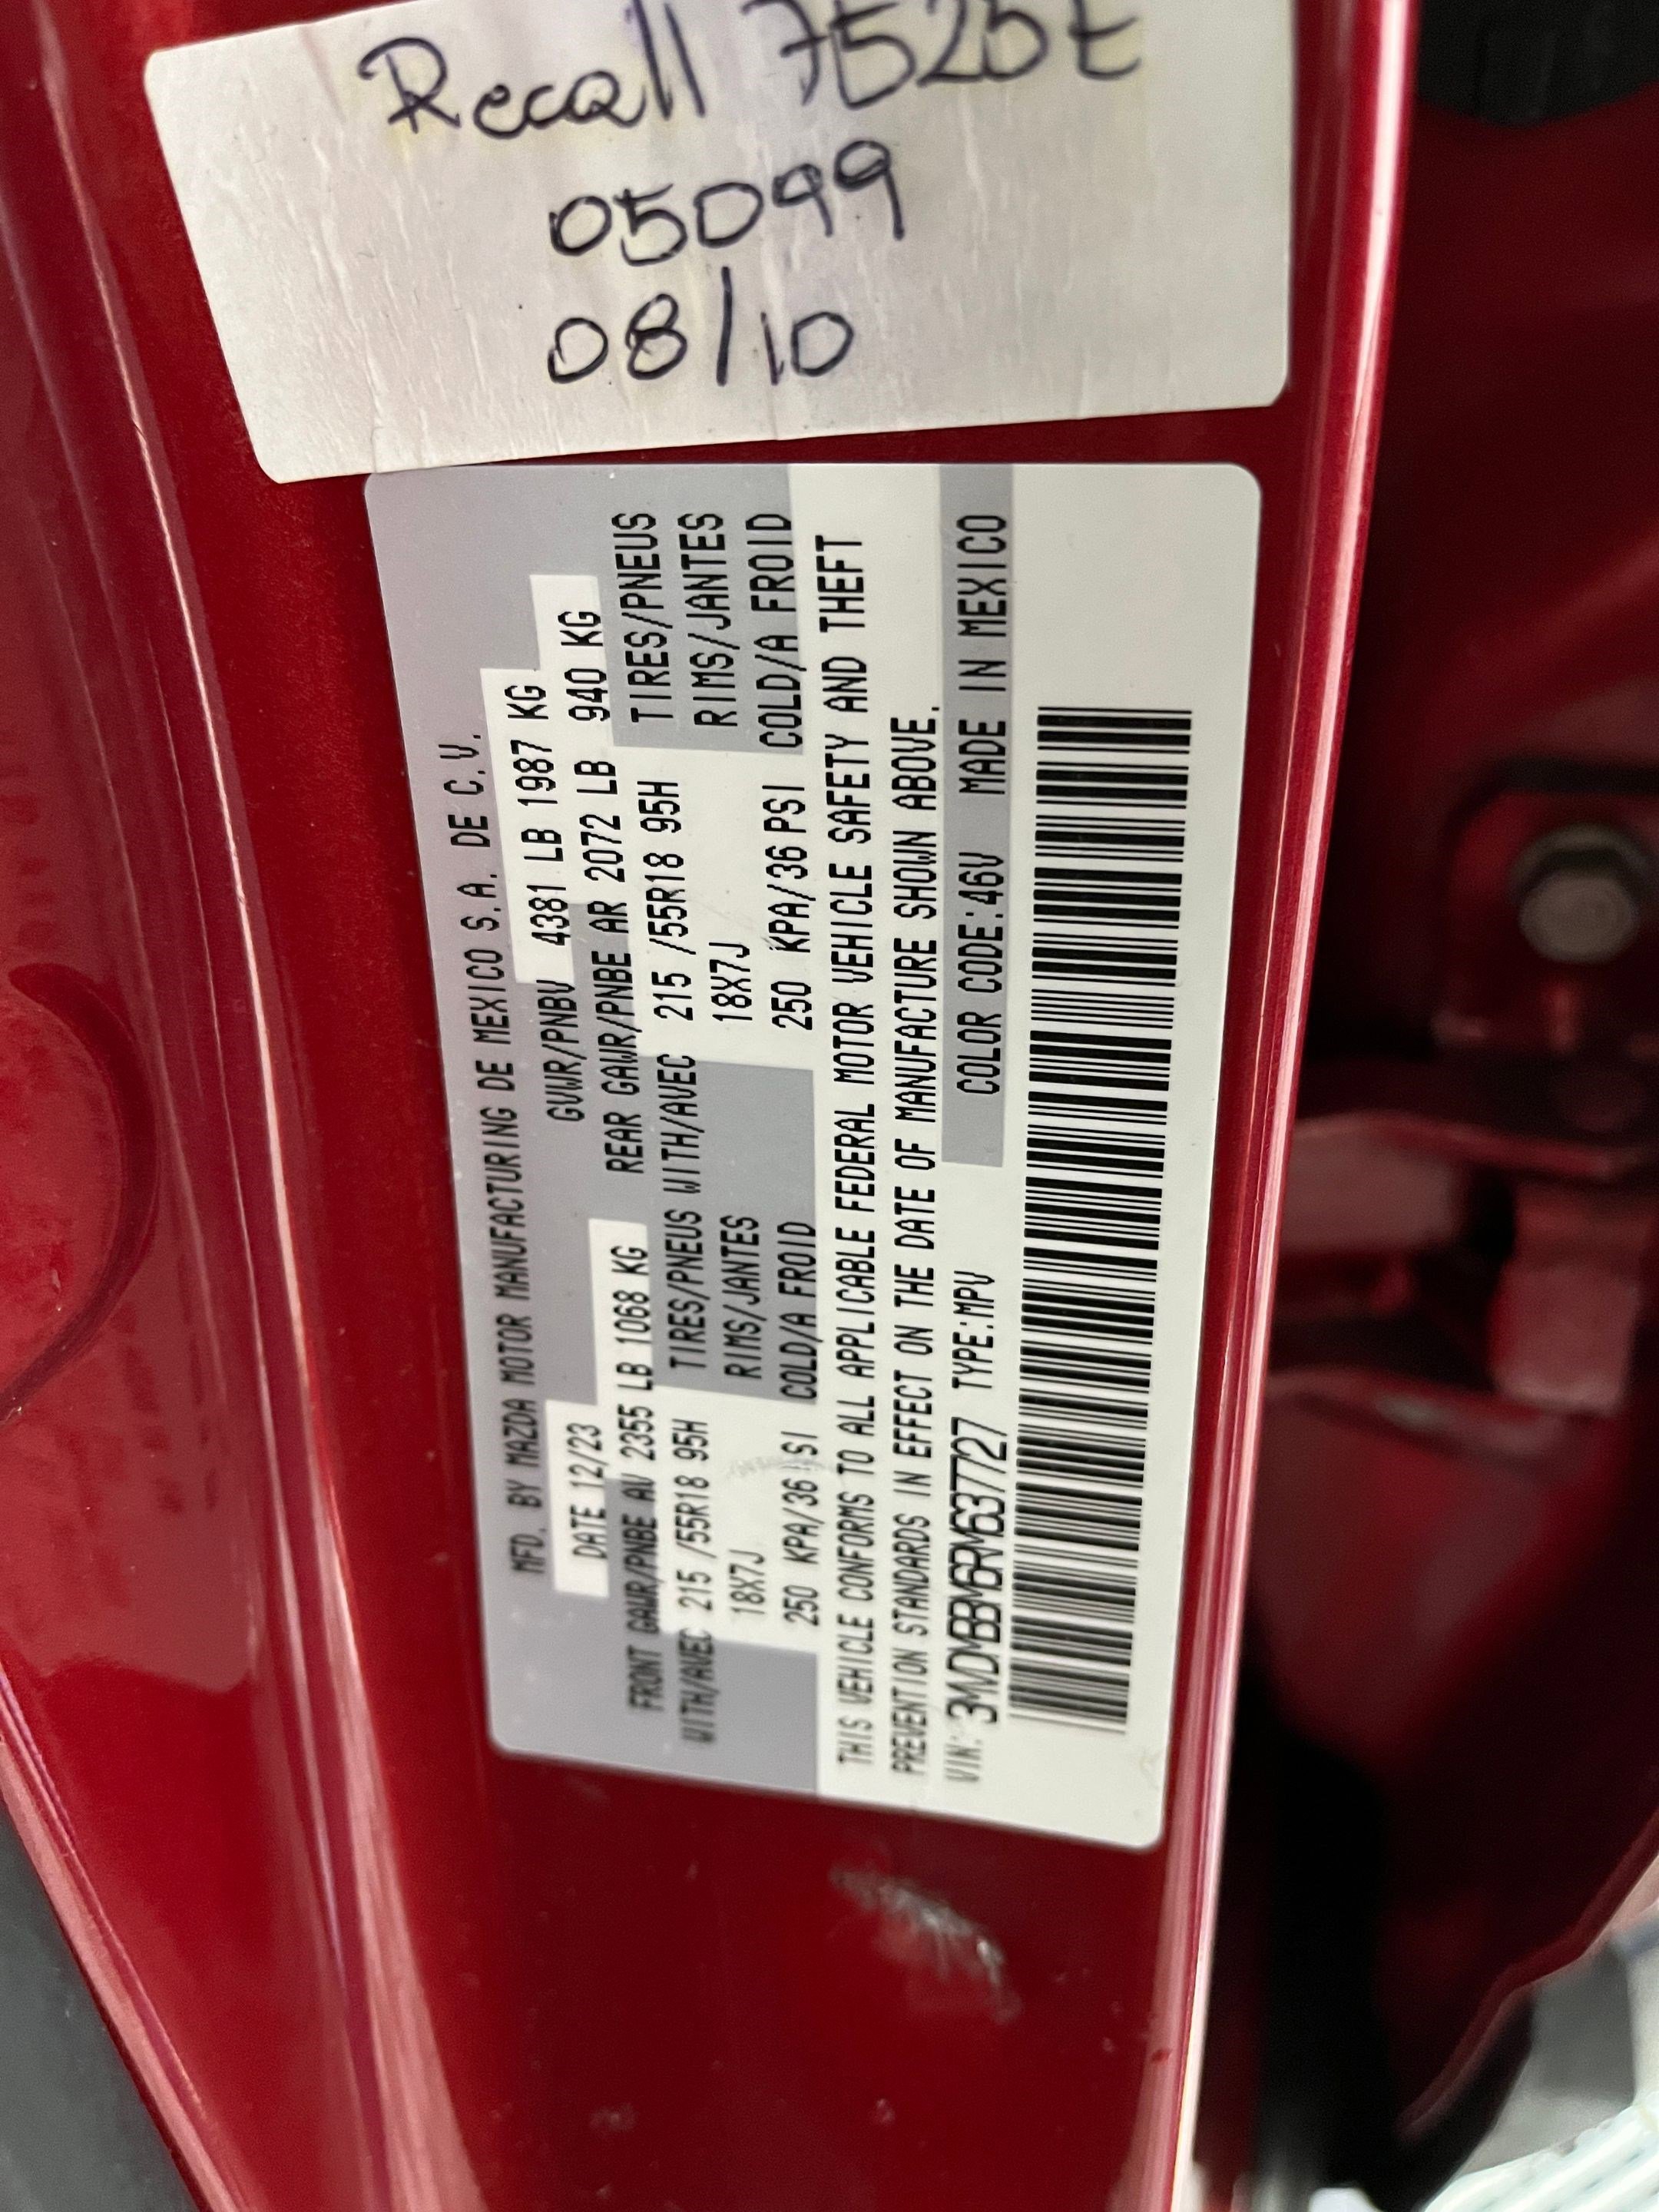 Recall
05099
08/10
MFD. BY MAZDA MOTOR MANUFACTURING DE MEXICO S.A. DE C.V.
DATE 12/23 GVWR/PNBV 4381 LB 1987 KG
FRONT GAWR/PNBE AV 2355 LB 1068 KG REAR GAWR/PNBE AR 2072 LB 940 KG
WITH/AVEC 215 /55R18 95H TIRES/PNEUS WITH/AVEC 215 /55R18 95H TIRES/PNEUS
18X7J RIMS/JANTES 18X7J RIMS/JANTES
250 KPA/36 PSI COLD/A FROID 250 KPA/36 PSI COLD/A FROID
THIS VEHICLE CONFORMS TO ALL APPLICABLE FEDERAL MOTOR VEHICLE SAFETY AND THEFT
PREVENTION STANDARDS IN EFFECT ON THE DATE OF MANUFACTURE SHOWN ABOVE.
VIN: 3MVDMBBM6RM637727 TYPE:MPV COLOR CODE:46V MADE IN MEXICO